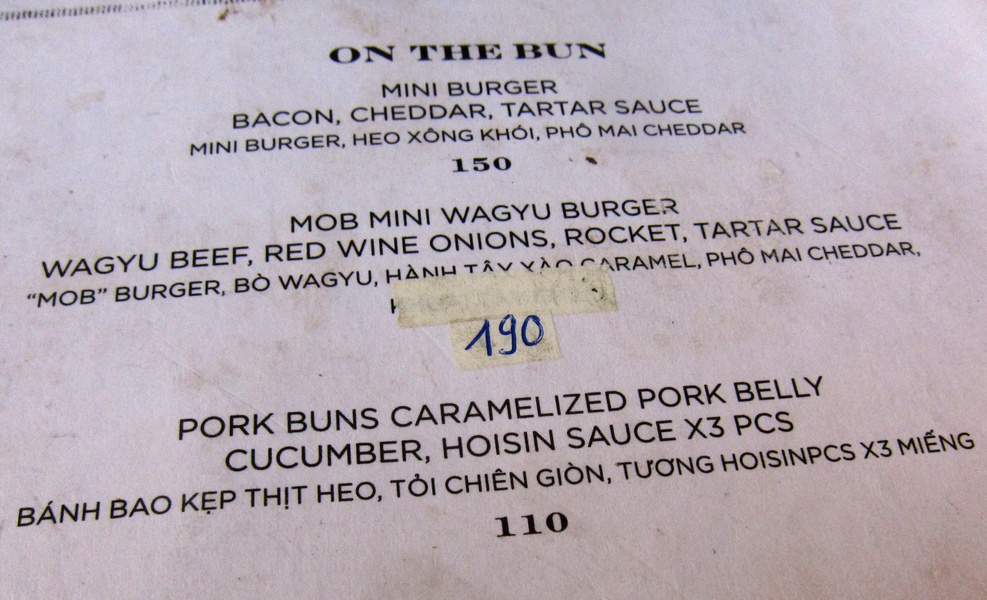 ON THE BUN
MINI BURGER
BACON, CHEDDAR, TARTAR SAUCE
MINI BURGER, HEO XÔNG KHÓI, PHÔ MAI CHEDDAR
150
MOB MINI WAGYU BURGER
WAGYU BEEF, RED WINE ONIONS, ROCKET, TARTAR SAUCE
“MOB” BURGER, BÒ WAGYU, HÀNH TÂY XÀO CARAMEL, PHÔ MAI CHEDDAR,
190
PORK BUNS CARAMELIZED PORK BELLY
CUCUMBER, HOISIN SAUCE X3 PCS
BÁNH BAO KẸP THỊT HEO, TỎI CHIÊN GIÒN, TƯƠNG HOISINPCS X3 MIẾNG
110